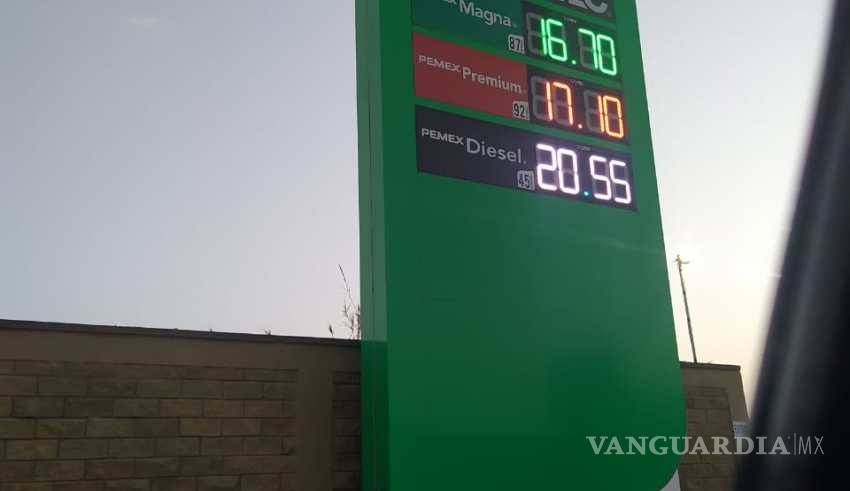 Magna 87 16.70
PEMEX Premium 92 17.10
PEMEX Diesel 45 20.55
VANGUARDIA|MX